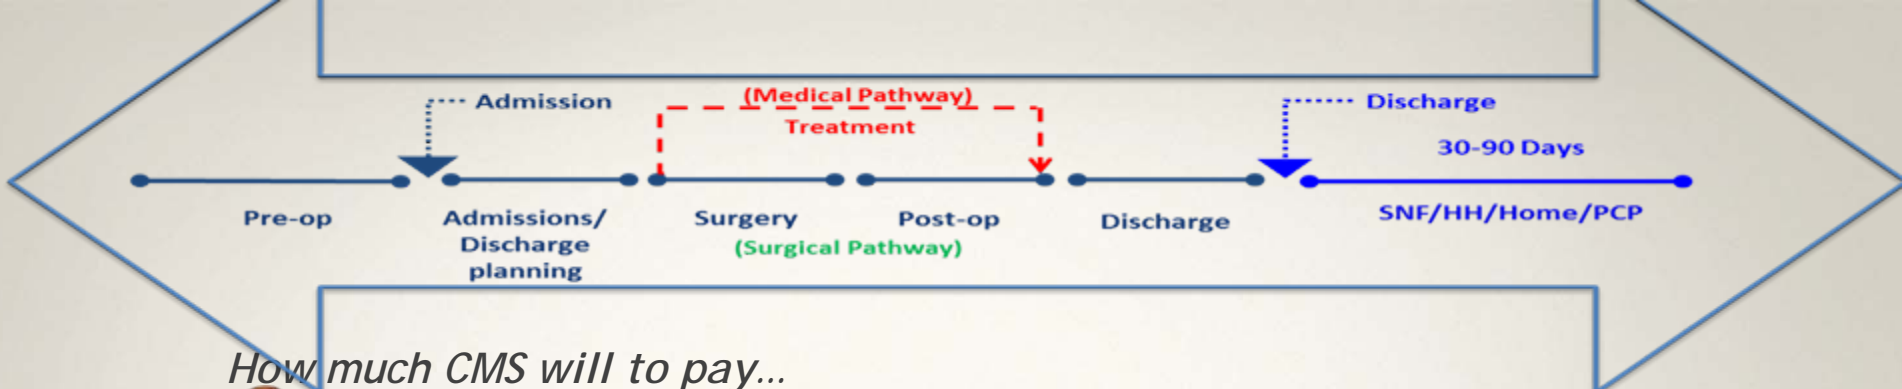 Admission
(Medical Pathway)
Treatment
Discharge
30-90 Days
Pre-op
Admissions/
Discharge
planning
Surgery
Post-op
(Surgical Pathway)
Discharge
SNF/HH/Home/PCP
How much CMS will to pay...